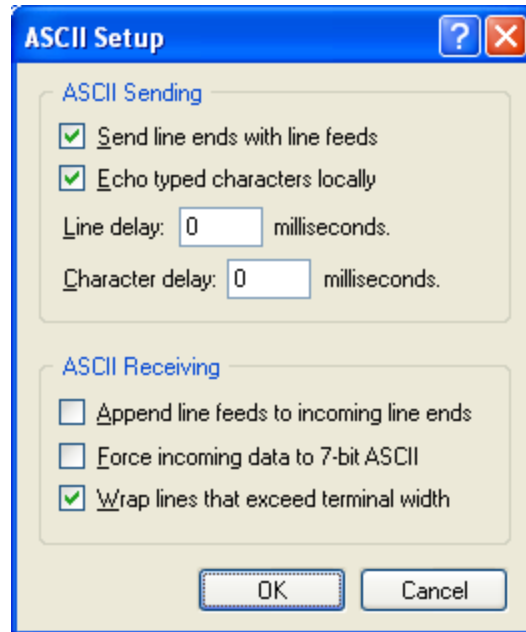 ASCII Setup
ASCII Sending
Send line ends with line feeds
Echo typed characters locally
Line delay: 0 milliseconds.
Character delay: 0 milliseconds.
ASCII Receiving
Append line feeds to incoming line ends
Force incoming data to 7-bit ASCII
Wrap lines that exceed terminal width
OK Cancel